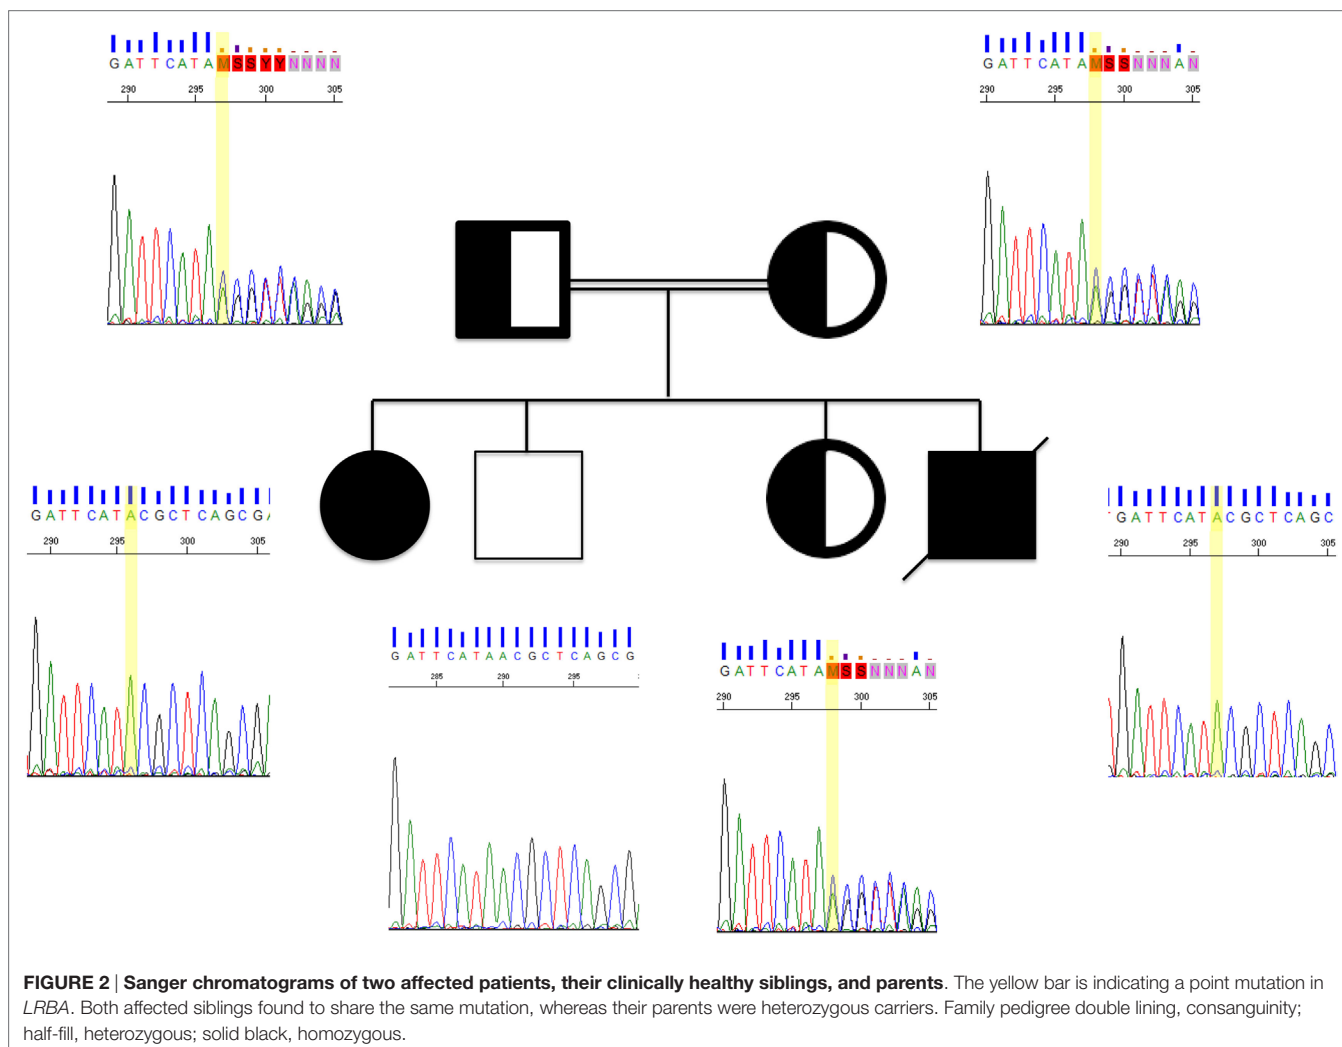 GATTCATAMSSYYNNNN
290 295 300 305
GATTCATAMSSNNNAN
290 295 300 305
GATTCATACGCTCAGCGA
290 295 300 305
TGATTCATACGCTCAGC
290 295 300 305
GATTCATAACGCTCAGCG
285 290 295
GATTCATAMSSNNNAN
290 295 300 305
FIGURE 2 | Sanger chromatograms of two affected patients, their clinically healthy siblings, and parents. The yellow bar is indicating a point mutation in
LRBA. Both affected siblings found to share the same mutation, whereas their parents were heterozygous carriers. Family pedigree double lining, consanguinity;
half-fill, heterozygous; solid black, homozygous.